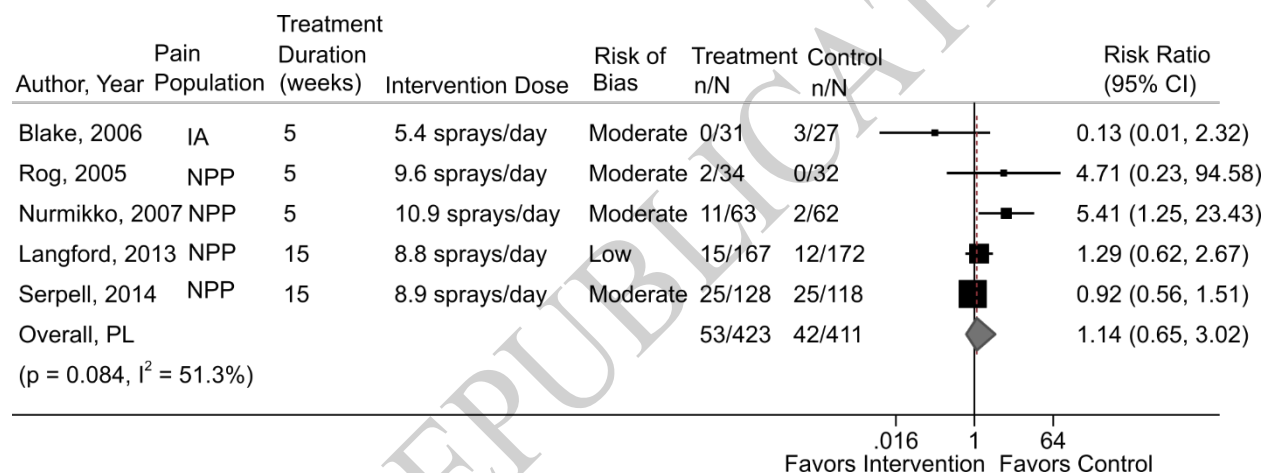 Author, Year Pain Population Treatment Duration (weeks) Intervention Dose Risk of Bias Treatment n/N Control n/N Risk Ratio (95% CI)
Blake, 2006 IA 5 5.4 sprays/day Moderate 0/31 3/27 0.13 (0.01, 2.32)
Rog, 2005 NPP 5 9.6 sprays/day Moderate 2/34 0/32 4.71 (0.23, 94.58)
Nurmikko, 2007 NPP 5 10.9 sprays/day Moderate 11/63 2/62 5.41 (1.25, 23.43)
Langford, 2013 NPP 15 8.8 sprays/day Low 15/167 12/172 1.29 (0.62, 2.67)
Serpell, 2014 NPP 15 8.9 sprays/day Moderate 25/128 25/118 0.92 (0.56, 1.51)
Overall, PL 53/423 42/411 1.14 (0.65, 3.02)
(p = 0.084, I² = 51.3%)
.016 1 64
Favors Intervention Favors Control
EPUBLICAT